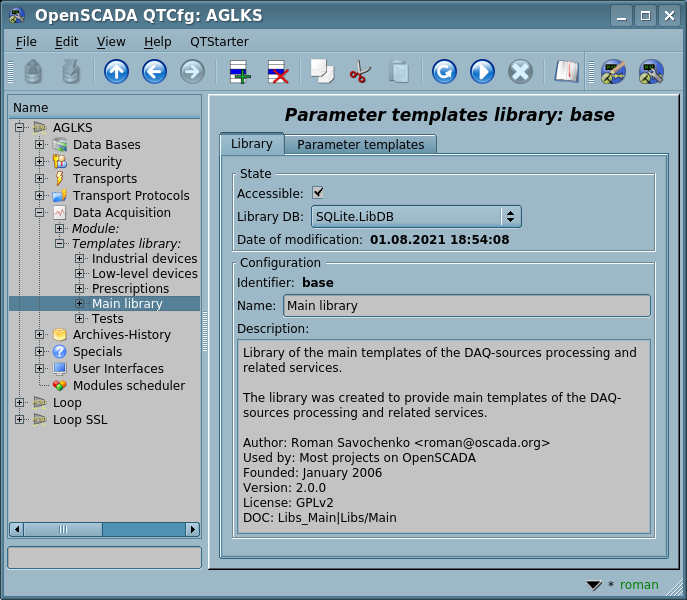 OpenSCADA QTCfg: AGLKS
File Edit View Help QTStarter
Name
AGLKS
Data Bases
Security
Transports
Transport Protocols
Data Acquisition
Module:
Templates library:
Industrial devices
Low-level devices
Prescriptions
Main library
Tests
Archives-History
Specials
User Interfaces
Modules scheduler
Loop
Loop SSL
Parameter templates library: base
Library Parameter templates
State
Accessible:
Library DB: SQLite.LibDB
Date of modification: 01.08.2021 18:54:08
Configuration
Identifier: base
Name: Main library
Description:
Library of the main templates of the DAQ-sources processing and
related services.
The library was created to provide main templates of the DAQ-
sources processing and related services.
Author: Roman Savochenko <roman@oscada.org>
Used by: Most projects on OpenSCADA
Founded: January 2006
Version: 2.0.0
License: GPLv2
DOC: Libs_Main|Libs/Main
* roman